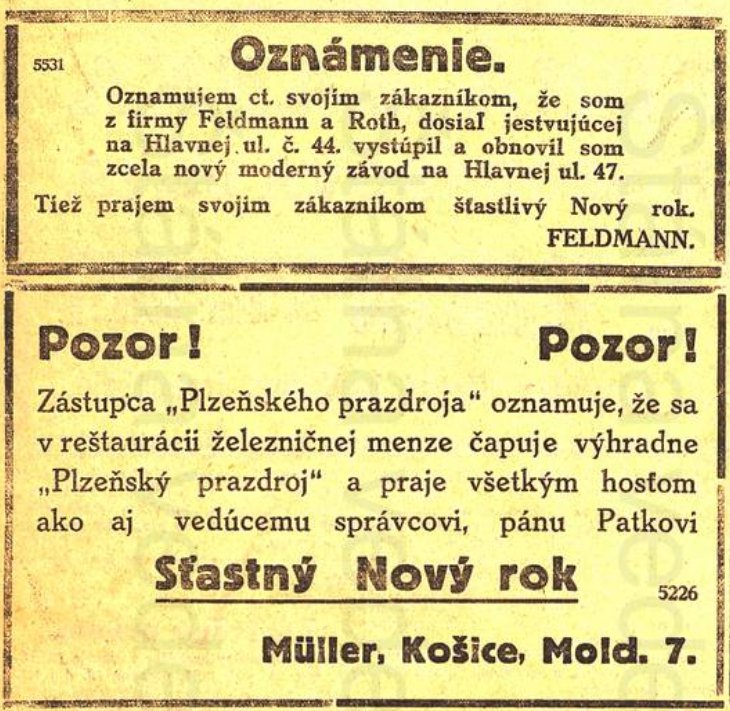 5531
Oznámenie.
Oznamujem ct. svojim zákazníkom, že som
z firmy Feldmann a Roth, dosiaľ jestvujúcej
na Hlavnej ul. č. 44. vystúpil a obnovil som
zcela nový moderný závod na Hlavnej ul. 47.
Tiež prajem svojim zákazníkom šťastlivý Nový rok.
FELDMANN.
Pozor! Pozor!
Zástupca „Plzeňského prazdroja“ oznamuje, že sa
v reštaurácii železničnej menze čapuje výhradne
„Plzeňský prazdroj“ a praje všetkým hosťom
ako aj vedúcemu správcovi, pánu Patkovi
Sťastný Nový rok
5226
Müller, Košice, Mold. 7.